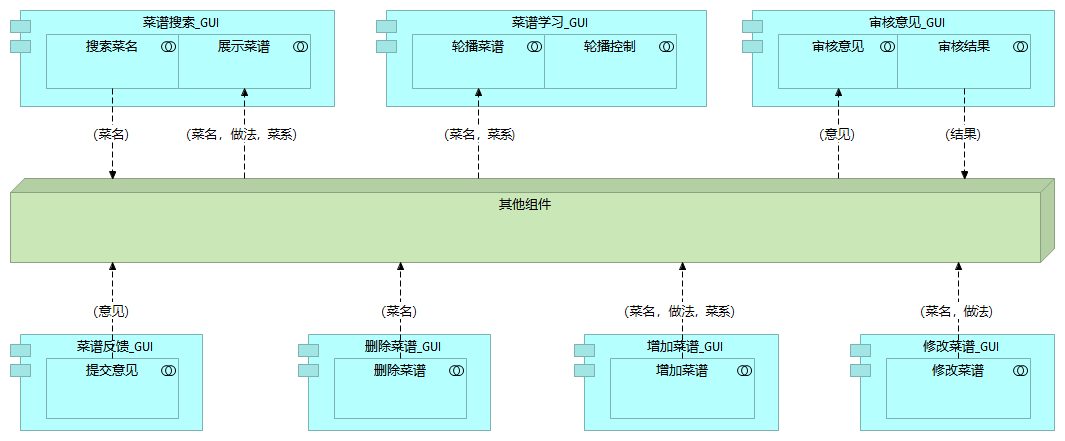 菜谱搜索_GUI
搜索菜名
展示菜谱
菜谱学习_GUI
轮播菜谱
轮播控制
审核意见_GUI
审核意见
审核结果
(菜名)
(菜名，做法，菜系)
(菜名，菜系)
(意见)
(结果)
其他组件
(意见)
(菜名)
(菜名，做法，菜系)
(菜名，做法)
菜谱反馈_GUI
提交意见
删除菜谱_GUI
删除菜谱
增加菜谱_GUI
增加菜谱
修改菜谱_GUI
修改菜谱